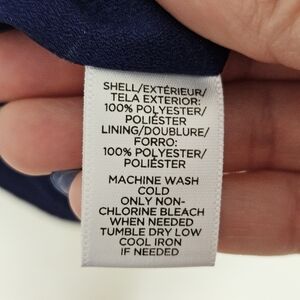 SHELL/EXTÉRIEUR/
TELA EXTERIOR:
100% POLYESTER/
POLIÉSTER
LINING/DOUBLURE/
FORRO:
100% POLYESTER/
POLIÉSTER
MACHINE WASH
COLD
ONLY NON-
CHLORINE BLEACH
WHEN NEEDED
TUMBLE DRY LOW
COOL IRON
IF NEEDED